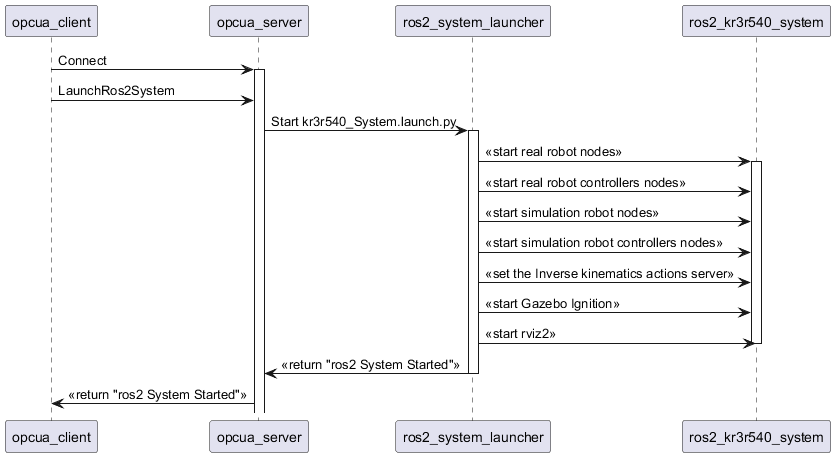 opcua_client opcua_server ros2_system_launcher ros2_kr3r540_system
Connect
LaunchRos2System
Start kr3r540_System.launch.py
«start real robot nodes»
«start real robot controllers nodes»
«start simulation robot nodes»
«start simulation robot controllers nodes»
«set the Inverse kinematics actions server»
«start Gazebo Ignition»
«start rviz2»
«return "ros2 System Started"»
«return "ros2 System Started"»
opcua_client opcua_server ros2_system_launcher ros2_kr3r540_system